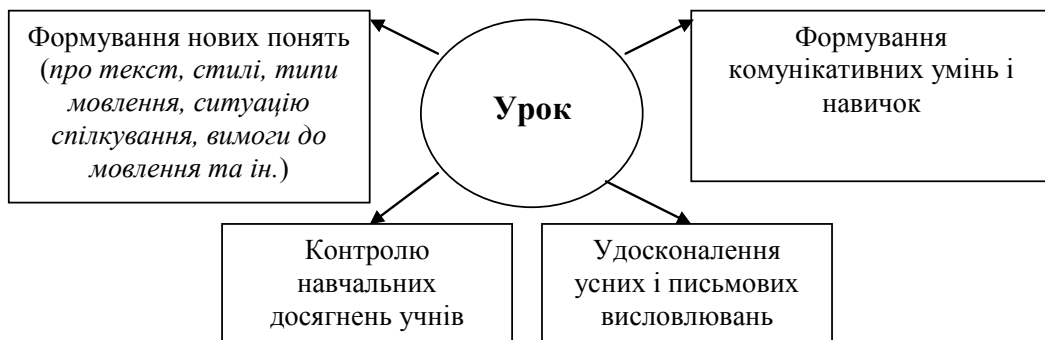 Формування нових понять
(про текст, стилі, типи
мовлення, ситуацію
спілкування, вимоги до
мовлення та ін.)
Урок
Формування
комунікативних умінь і
навичок
Контролю
навчальних
досягнень учнів
Удосконалення
усних і письмових
висловлювань